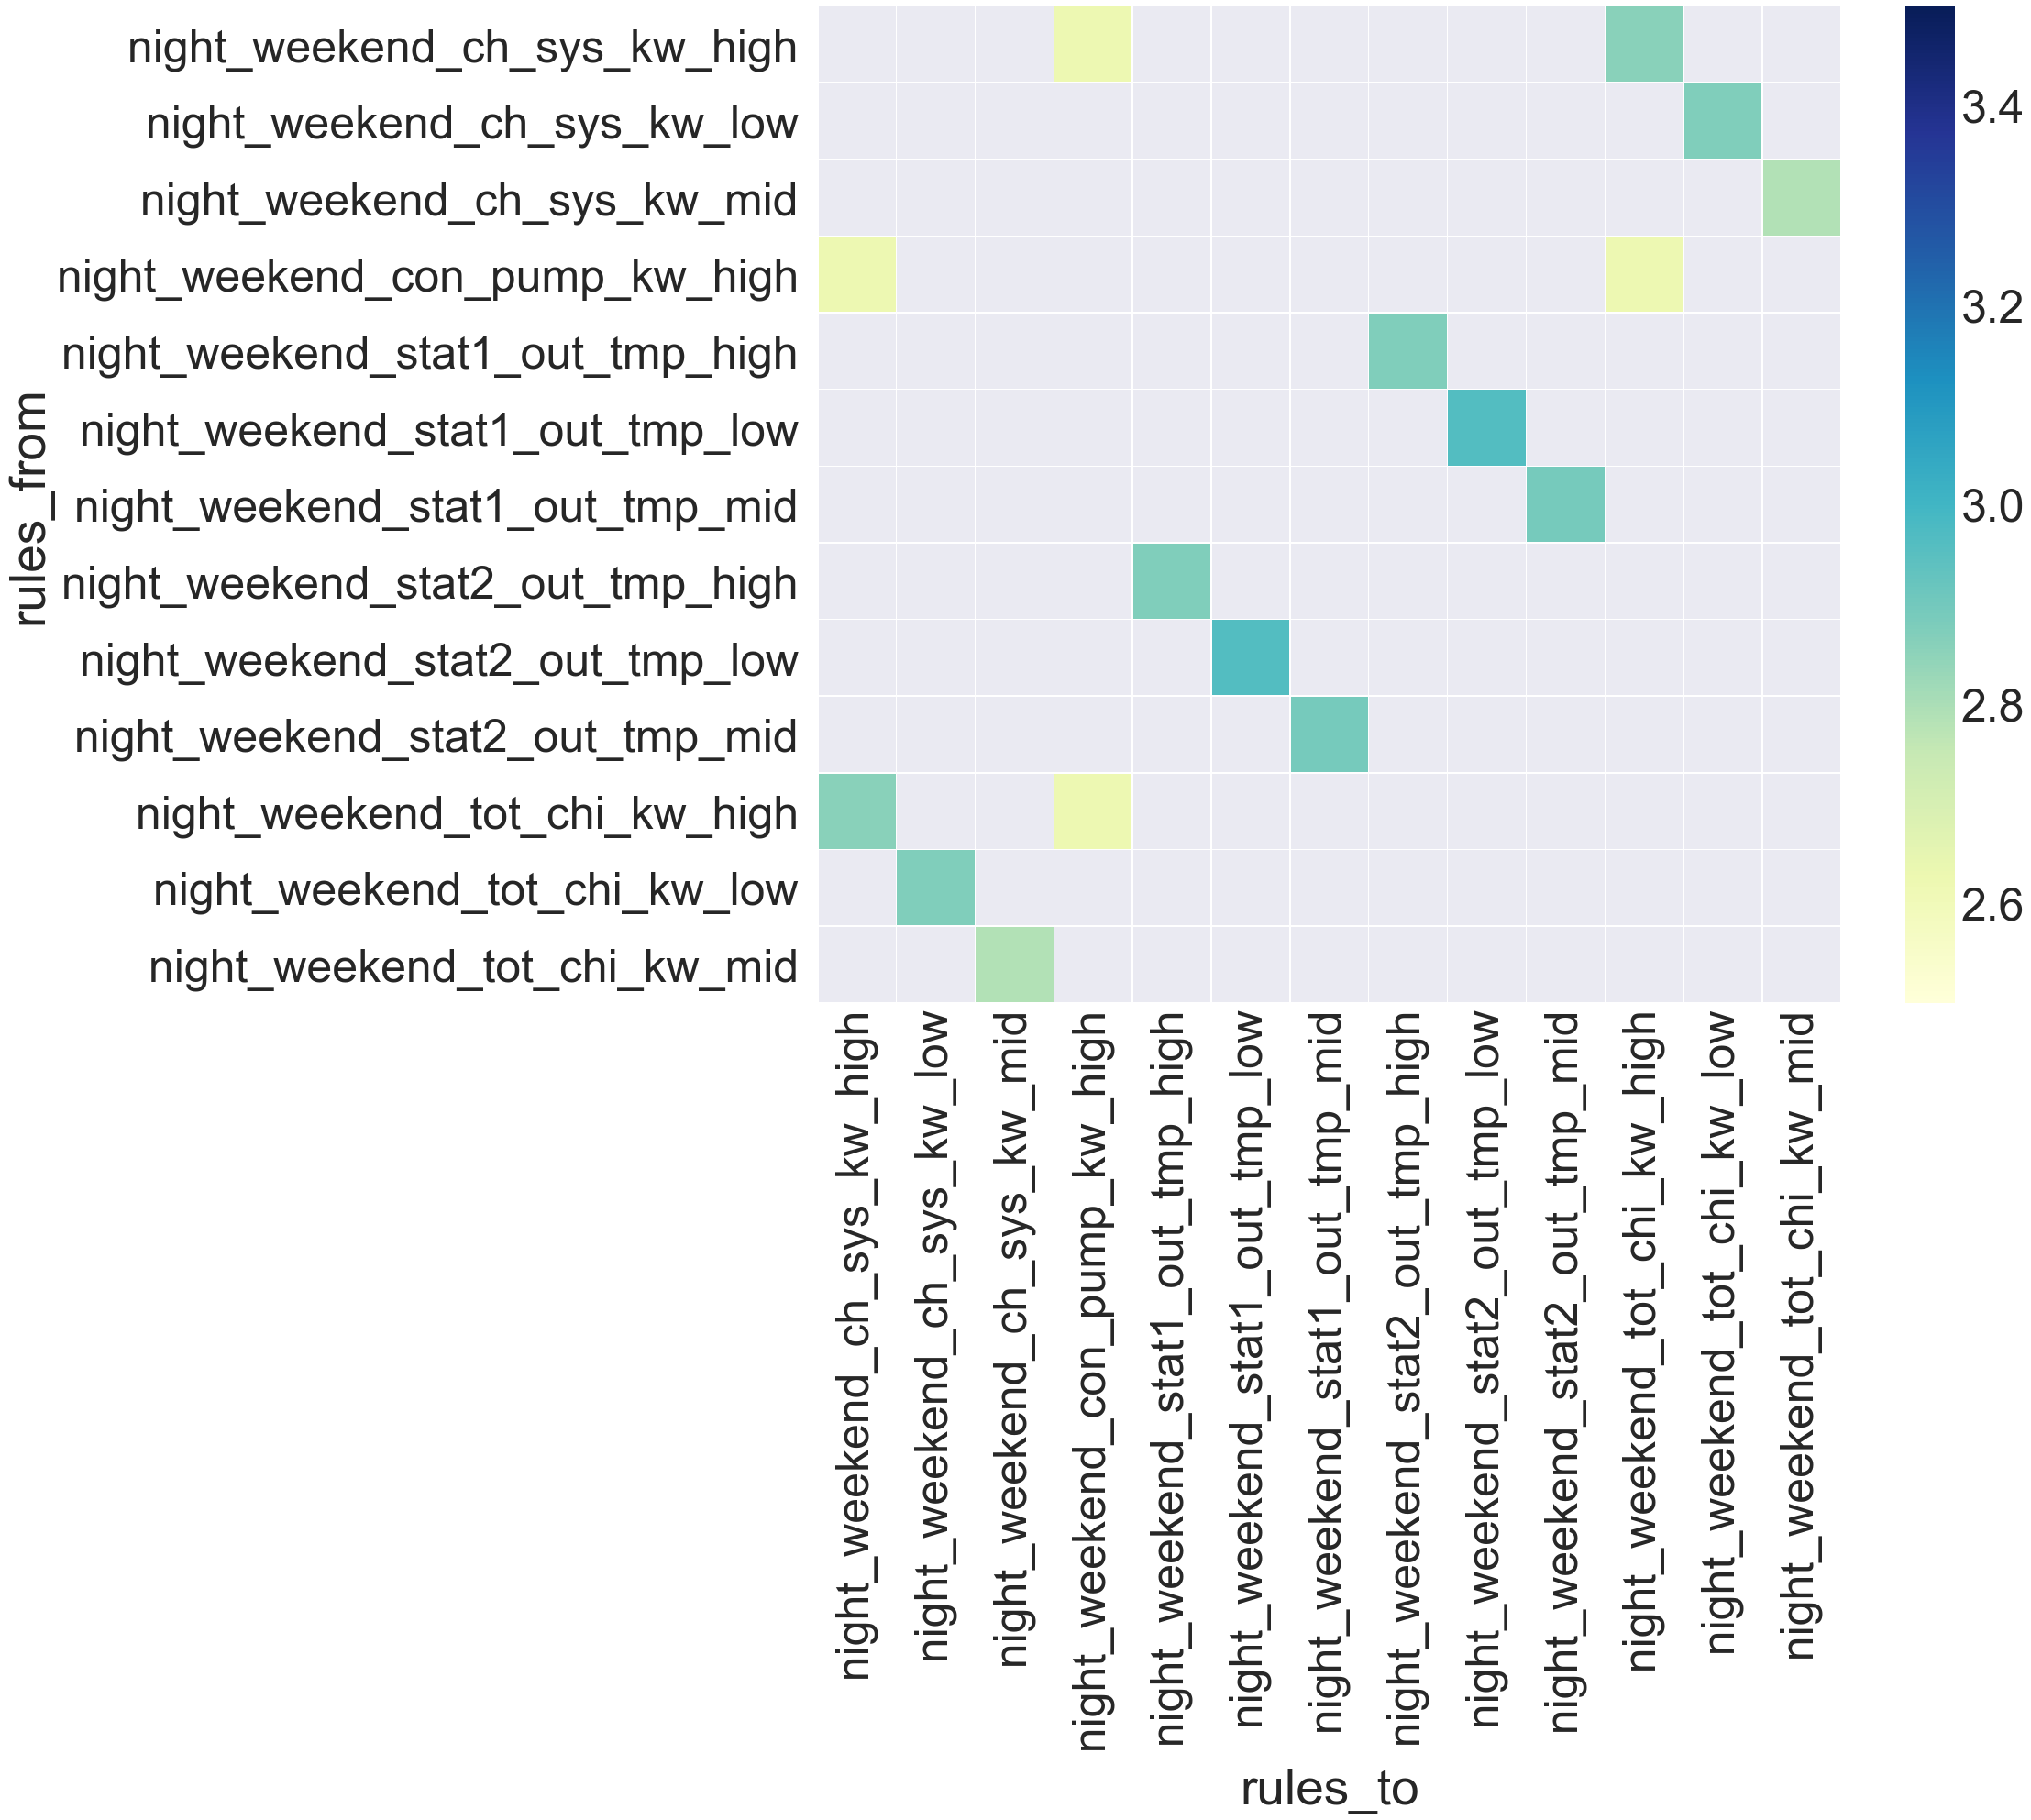 night_weekend_ch_sys_kw_high
night_weekend_ch_sys_kw_low
night_weekend_ch_sys_kw_mid
night_weekend_con_pump_kw_high
night_weekend_stat1_out_tmp_high
night_weekend_stat1_out_tmp_low
night_weekend_stat1_out_tmp_mid
night_weekend_stat2_out_tmp_high
night_weekend_stat2_out_tmp_low
night_weekend_stat2_out_tmp_mid
night_weekend_tot_chi_kw_high
night_weekend_tot_chi_kw_low
night_weekend_tot_chi_kw_mid
rules_from
night_weekend_ch_sys_kw_high
night_weekend_ch_sys_kw_low
night_weekend_ch_sys_kw_mid
night_weekend_con_pump_kw_high
night_weekend_stat1_out_tmp_high
night_weekend_stat1_out_tmp_low
night_weekend_stat1_out_tmp_mid
night_weekend_stat2_out_tmp_high
night_weekend_stat2_out_tmp_low
night_weekend_stat2_out_tmp_mid
night_weekend_tot_chi_kw_high
night_weekend_tot_chi_kw_low
night_weekend_tot_chi_kw_mid
rules_to
3.4
3.2
3.0
2.8
2.6